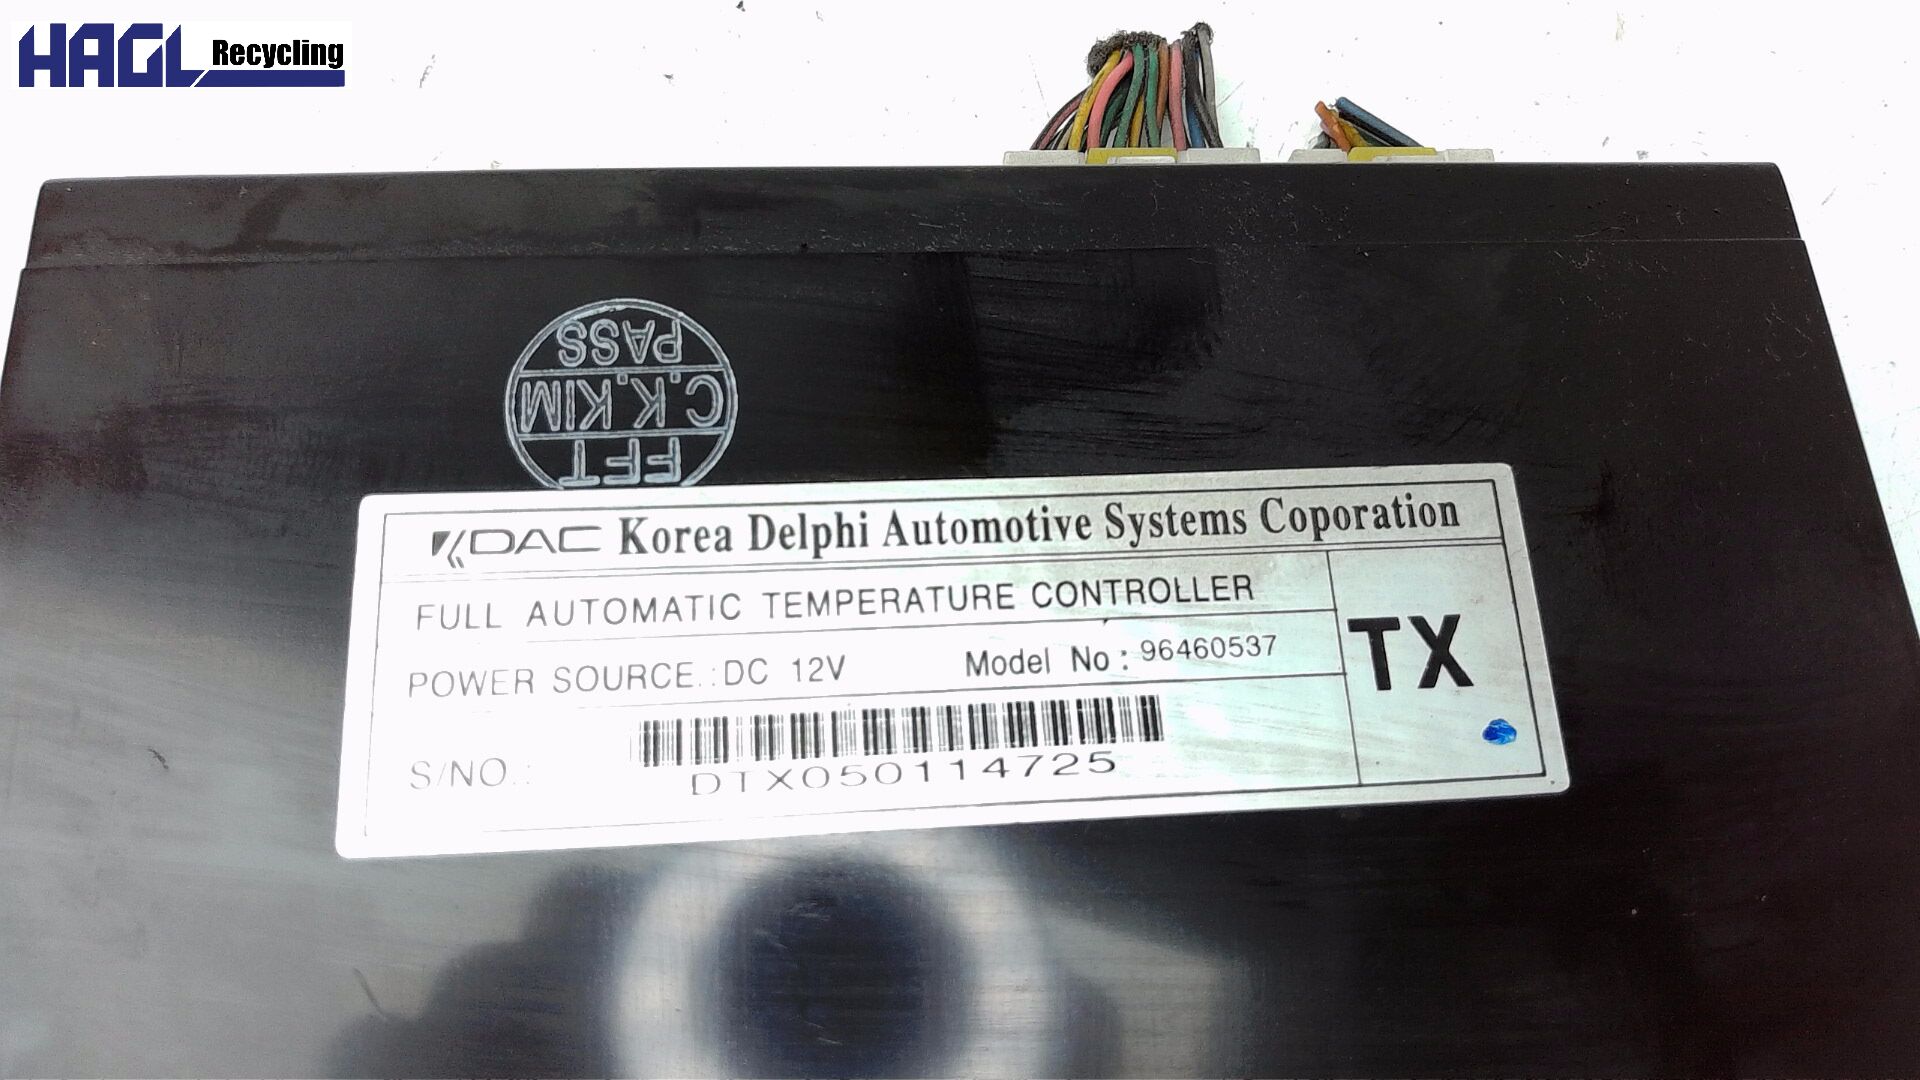 HAGL Recycling
PASS
C.K.KIM
FFT
KDAC Korea Delphi Automotive Systems Coporation
FULL AUTOMATIC TEMPERATURE CONTROLLER
POWER SOURCE.:DC 12V Model No: 96460537
TX
S/NO.:
DTX050114725